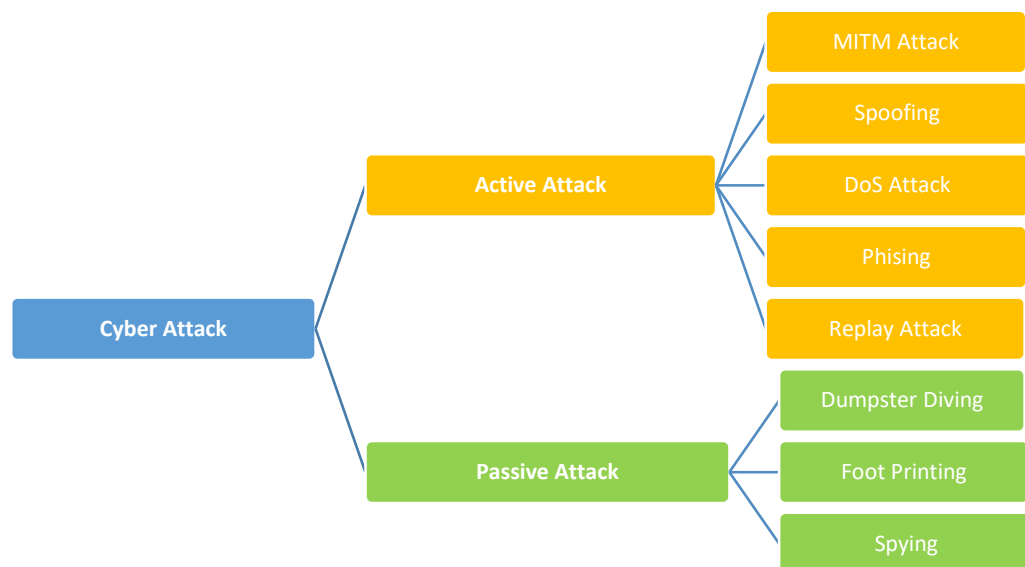 MITM Attack
Spoofing
Active Attack
DoS Attack
Phising
Cyber Attack
Replay Attack
Dumpster Diving
Passive Attack
Foot Printing
Spying